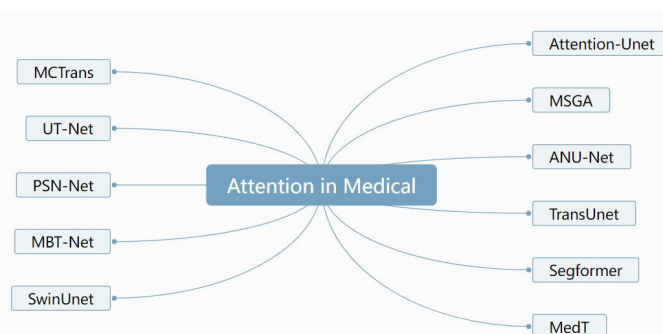 Attention-Unet
MCTrans
MSGA
UT-Net
ANU-Net
Attention in Medical
PSN-Net
TransUnet
MBT-Net
Segformer
SwinUnet
MedT